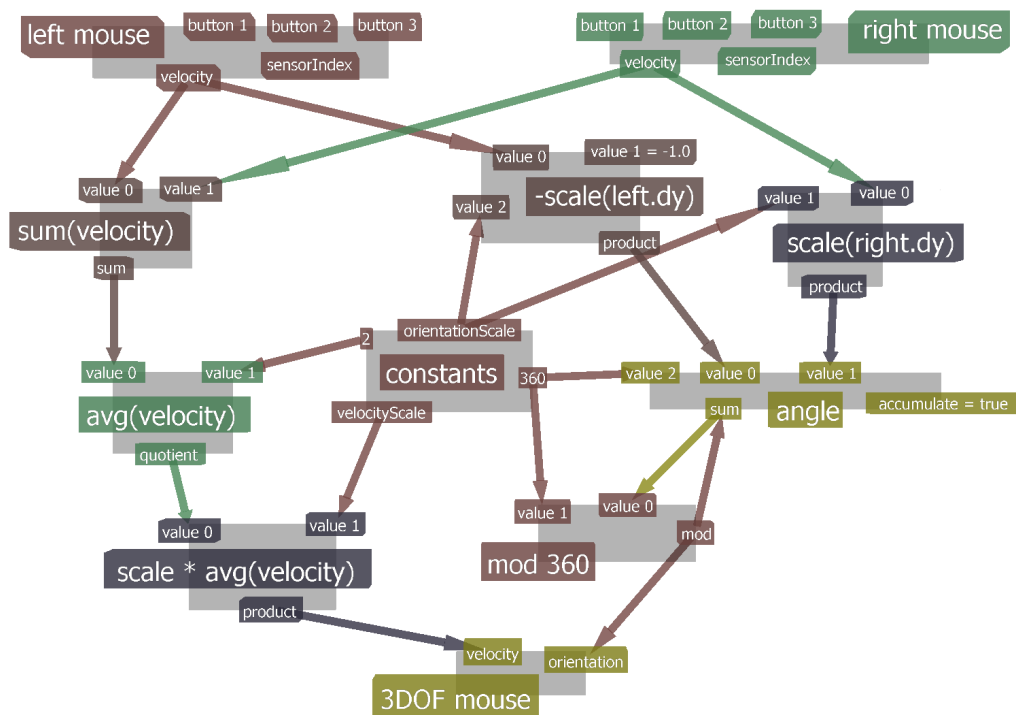 left mouse
button 1
button 2
button 3
sensorIndex
velocity
button 1
button 2
button 3
right mouse
sensorIndex
velocity
value 0
value 1
sum(velocity)
sum
value 0
value 1 = -1.0
value 2
-scale(left.dy)
product
value 1
value 0
scale(right.dy)
product
2
orientationScale
constants
360
velocityScale
value 0
value 1
avg(velocity)
quotient
value 2
value 0
value 1
sum
angle
accumulate = true
value 1
value 0
mod
mod 360
value 0
value 1
scale * avg(velocity)
product
velocity
orientation
3DOF mouse